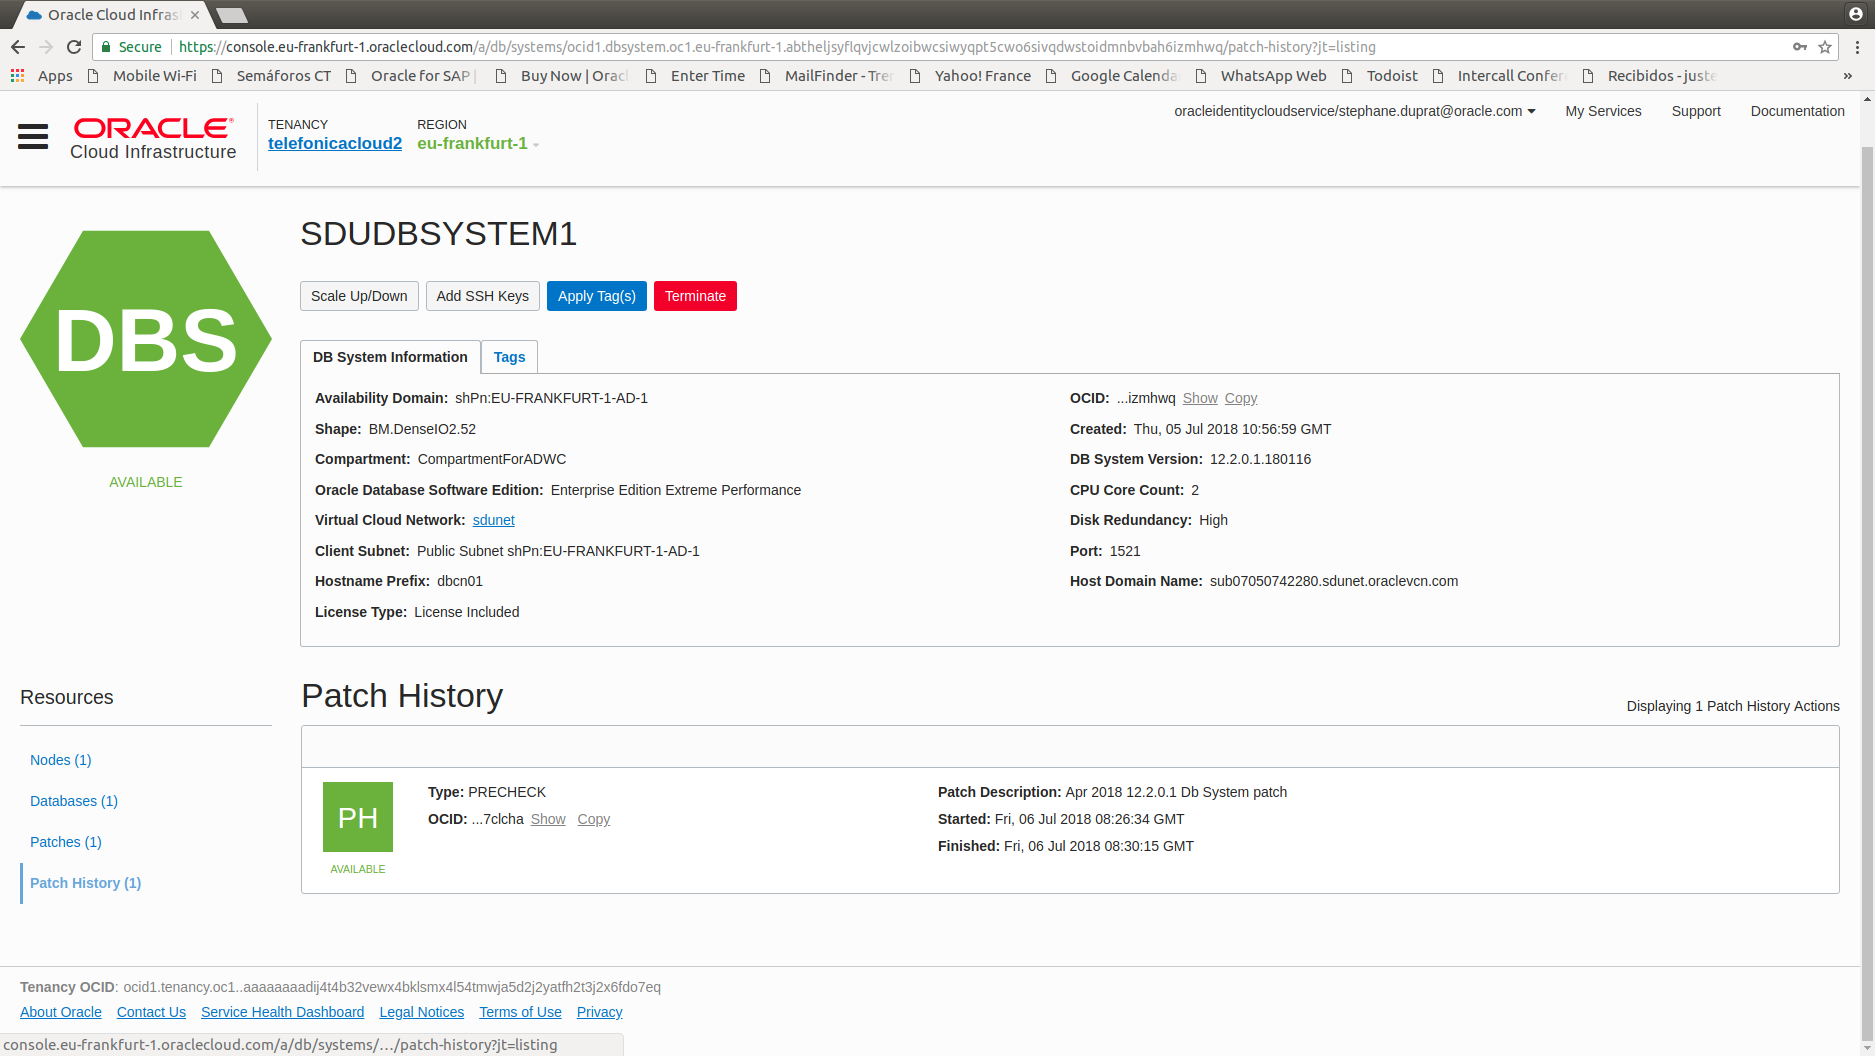 Oracle Cloud Infras
Secure https://console.eu-frankfurt-1.oraclecloud.com/a/db/systems/ocid1.dbsystem.oc1.eu-frankfurt-1.abtheljsyflqvjcwlzoibwcsiwyqpt5cwo6sivqdwstoidmnbvbah6izmhwq/patch-history?jt=listing
Apps Mobile Wi-Fi Semáforos CT Oracle for SAP | Buy Now | Orac Enter Time MailFinder - Tre Yahoo! France Google Calenda WhatsApp Web Todoist Intercall Confer Recibidos - juste »
ORACLE
Cloud Infrastructure
TENANCY
telefonicacloud2
REGION
eu-frankfurt-1
oracleidentitycloudservice/stephane.duprat@oracle.com My Services Support Documentation
DBS
AVAILABLE
SDUDBSYSTEM1
Scale Up/Down Add SSH Keys Apply Tag(s) Terminate
DB System Information Tags
Availability Domain: shPn:EU-FRANKFURT-1-AD-1
Shape: BM.DenseIO2.52
Compartment: CompartmentForADWC
Oracle Database Software Edition: Enterprise Edition Extreme Performance
Virtual Cloud Network: sdunet
Client Subnet: Public Subnet shPn:EU-FRANKFURT-1-AD-1
Hostname Prefix: dbcn01
License Type: License Included
OCID: ...izmhwq Show Copy
Created: Thu, 05 Jul 2018 10:56:59 GMT
DB System Version: 12.2.0.1.180116
CPU Core Count: 2
Disk Redundancy: High
Port: 1521
Host Domain Name: sub07050742280.sdunet.oraclevcn.com
Resources
Nodes (1)
Databases (1)
Patches (1)
Patch History (1)
Patch History
Displaying 1 Patch History Actions
PH
AVAILABLE
Type: PRECHECK
OCID: ...7clcha Show Copy
Patch Description: Apr 2018 12.2.0.1 Db System patch
Started: Fri, 06 Jul 2018 08:26:34 GMT
Finished: Fri, 06 Jul 2018 08:30:15 GMT
Tenancy OCID: ocid1.tenancy.oc1..aaaaaaaadij4t4b32vewx4bklsmx4l54tmwja5d2j2yatfh2t3j2x6fdo7eq
About Oracle Contact Us Service Health Dashboard Legal Notices Terms of Use Privacy
console.eu-frankfurt-1.oraclecloud.com/a/db/systems/…/patch-history?jt=listing